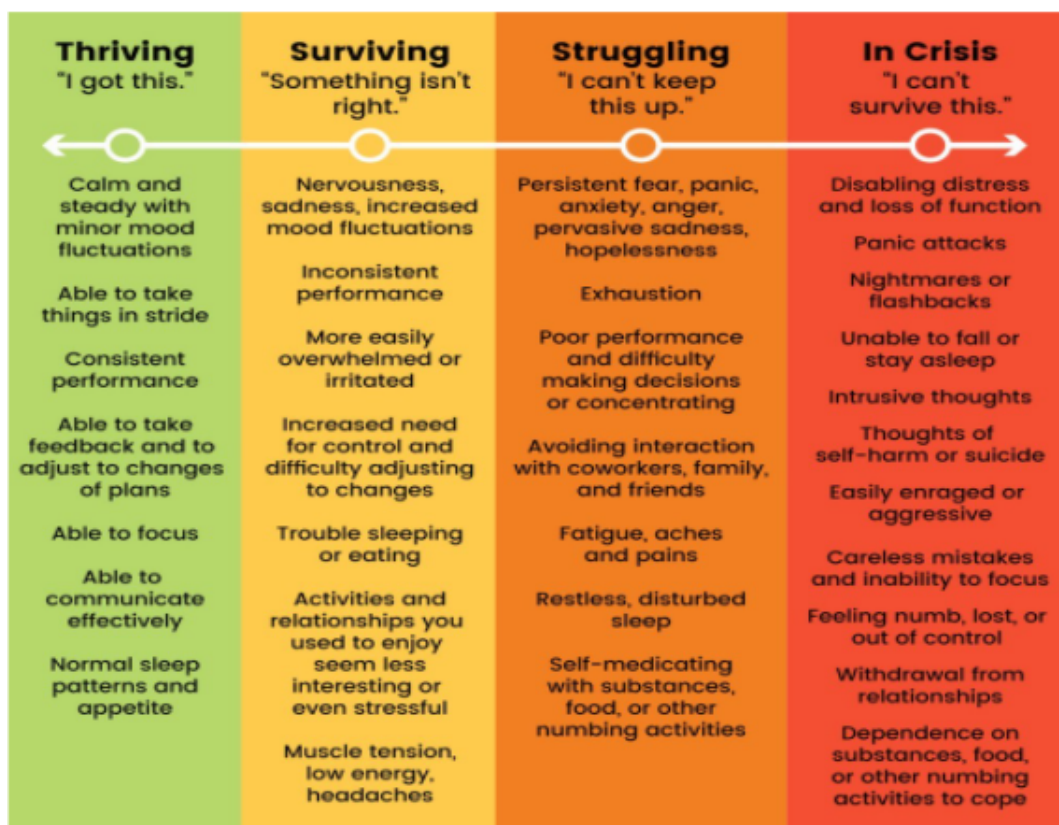 Thriving
"I got this."
Calm and
steady with
minor mood
fluctuations
Able to take
things in stride
Consistent
performance
Able to take
feedback and to
adjust to changes
of plans
Able to focus
Able to
communicate
effectively
Normal sleep
patterns and
appetite
Surviving
"Something isn't
right."
Nervousness,
sadness, increased
mood fluctuations
Inconsistent
performance
More easily
overwhelmed or
irritated
Increased need
for control and
difficulty adjusting
to changes
Trouble sleeping
or eating
Activities and
relationships you
used to enjoy
seem less
interesting or
even stressful
Muscle tension,
low energy,
headaches
Struggling
"I can't keep
this up."
Persistent fear, panic,
anxiety, anger,
pervasive sadness,
hopelessness
Exhaustion
Poor performance
and difficulty
making decisions
or concentrating
Avoiding interaction
with coworkers, family,
and friends
Fatigue, aches
and pains
Restless, disturbed
sleep
Self-medicating
with substances,
food, or other
numbing activities
In Crisis
"I can't
survive this."
Disabling distress
and loss of function
Panic attacks
Nightmares or
flashbacks
Unable to fall or
stay asleep
Intrusive thoughts
Thoughts of
self-harm or suicide
Easily enraged or
aggressive
Careless mistakes
and inability to focus
Feeling numb, lost, or
out of control
Withdrawal from
relationships
Dependence on
substances, food,
or other numbing
activities to cope